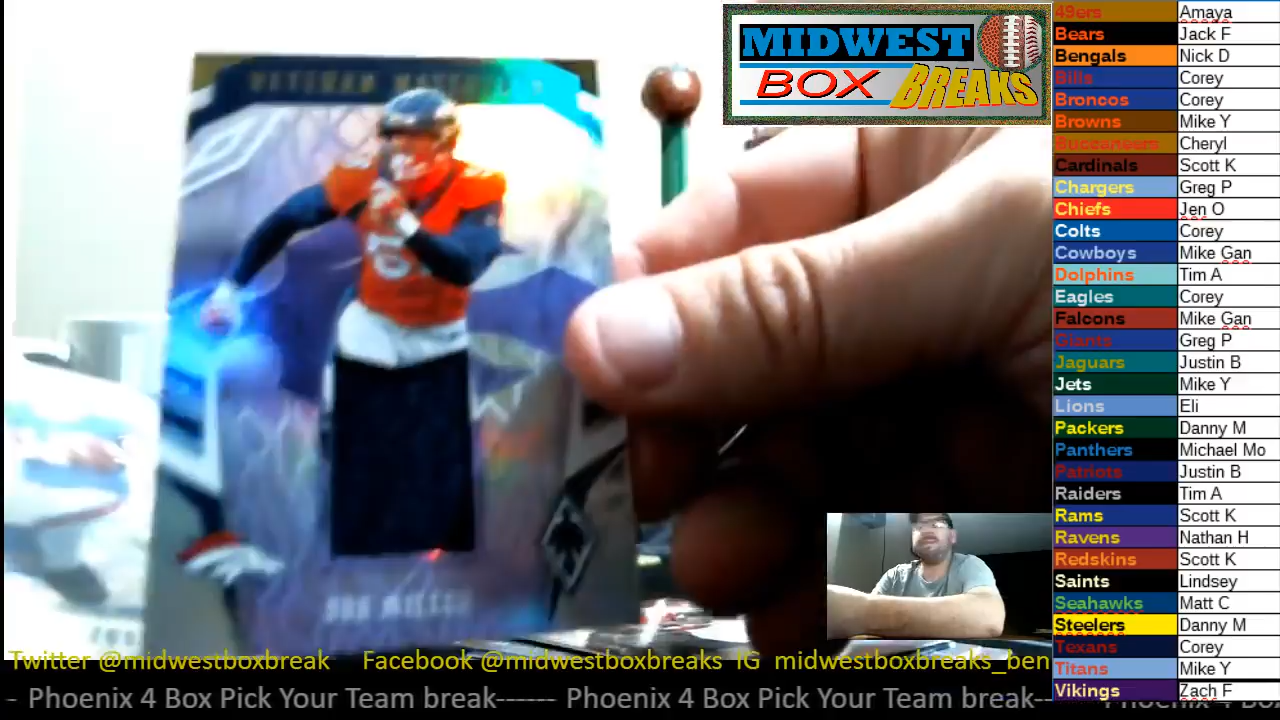 MIDWEST
BOX BREAKS
49ers Amaya
Bears Jack F
Bengals Nick D
Bills Corey
Broncos Corey
Browns Mike Y
Buccaneers Cheryl
Cardinals Scott K
Chargers Greg P
Chiefs Jen O
Colts Corey
Cowboys Mike Gan
Dolphins Tim A
Eagles Corey
Falcons Mike Gan
Giants Greg P
Jaguars Justin B
Jets Mike Y
Lions Eli
Packers Danny M
Panthers Michael Mo
Patriots Justin B
Raiders Tim A
Rams Scott K
Ravens Nathan H
Redskins Scott K
Saints Lindsey
Seahawks Matt C
Steelers Danny M
Texans Corey
Titans Mike Y
Vikings Zach F
Twitter @midwestboxbreak Facebook @midwestboxbreaks IG midwestboxbreaks_ben
- Phoenix 4 Box Pick Your Team break------ Phoenix 4 Box Pick Your Team break--